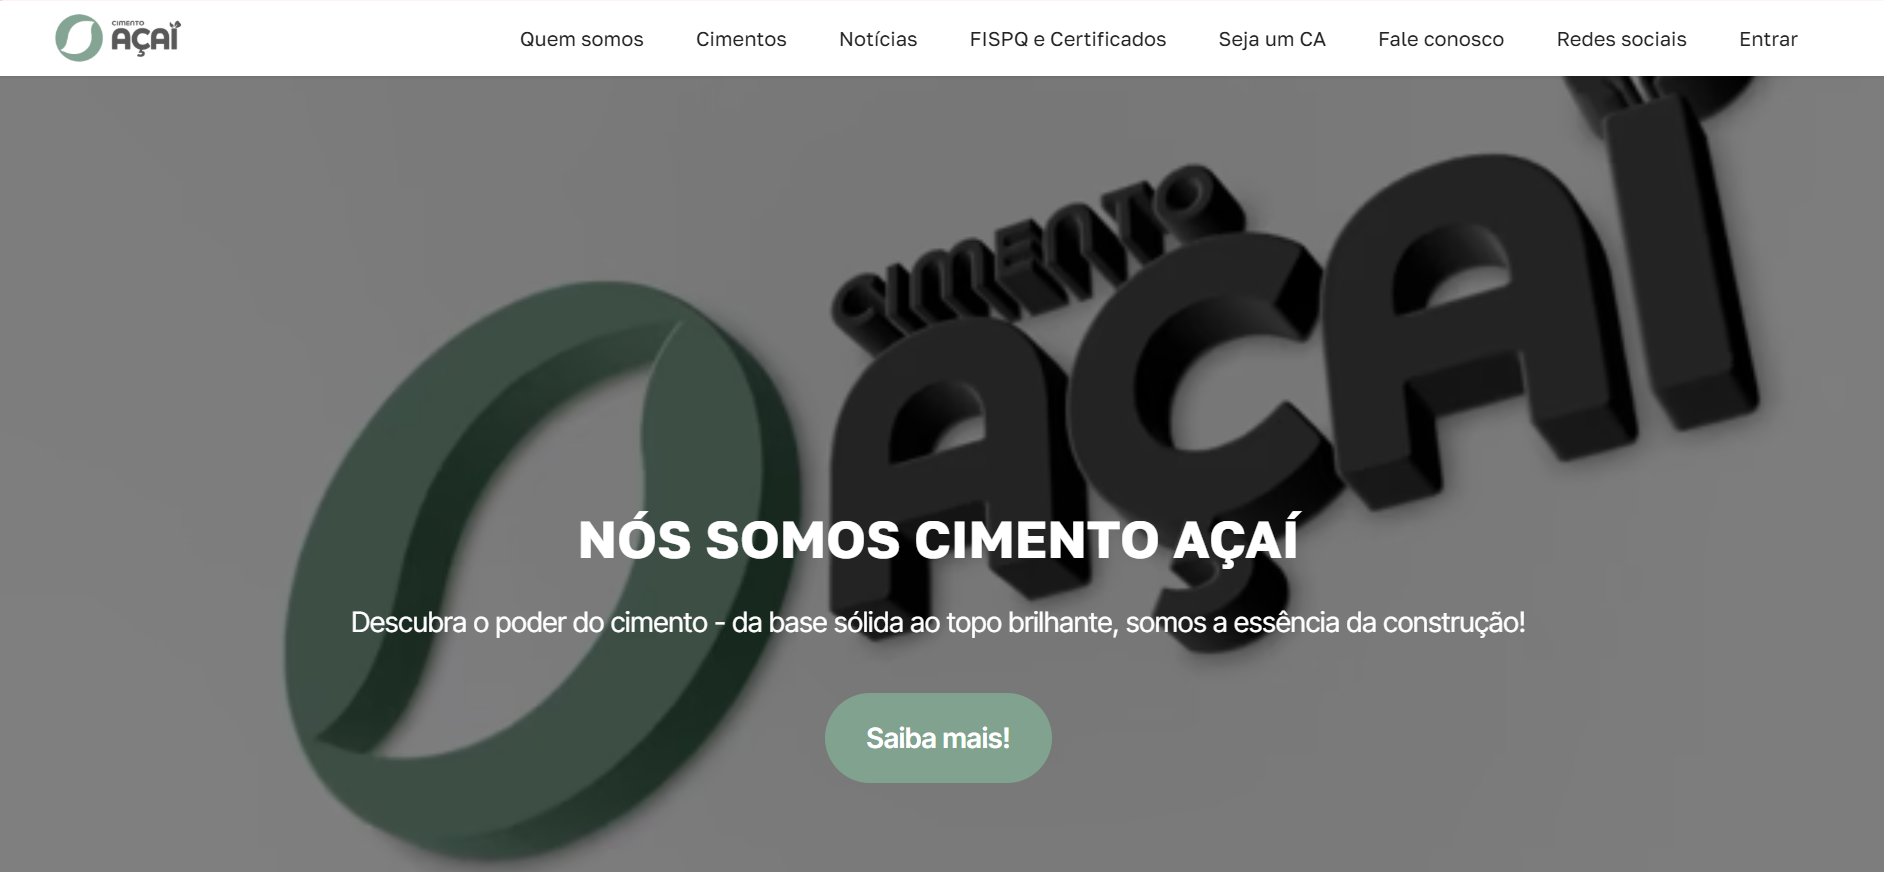 CIMENTO
AÇAÍ
Quem somos
Cimentos
Notícias
FISPQ e Certificados
Seja um CA
Fale conosco
Redes sociais
Entrar
CIMENTO
AÇAÍ
NÓS SOMOS CIMENTO AÇAÍ
Descubra o poder do cimento - da base sólida ao topo brilhante, somos a essência da construção!
Saiba mais!